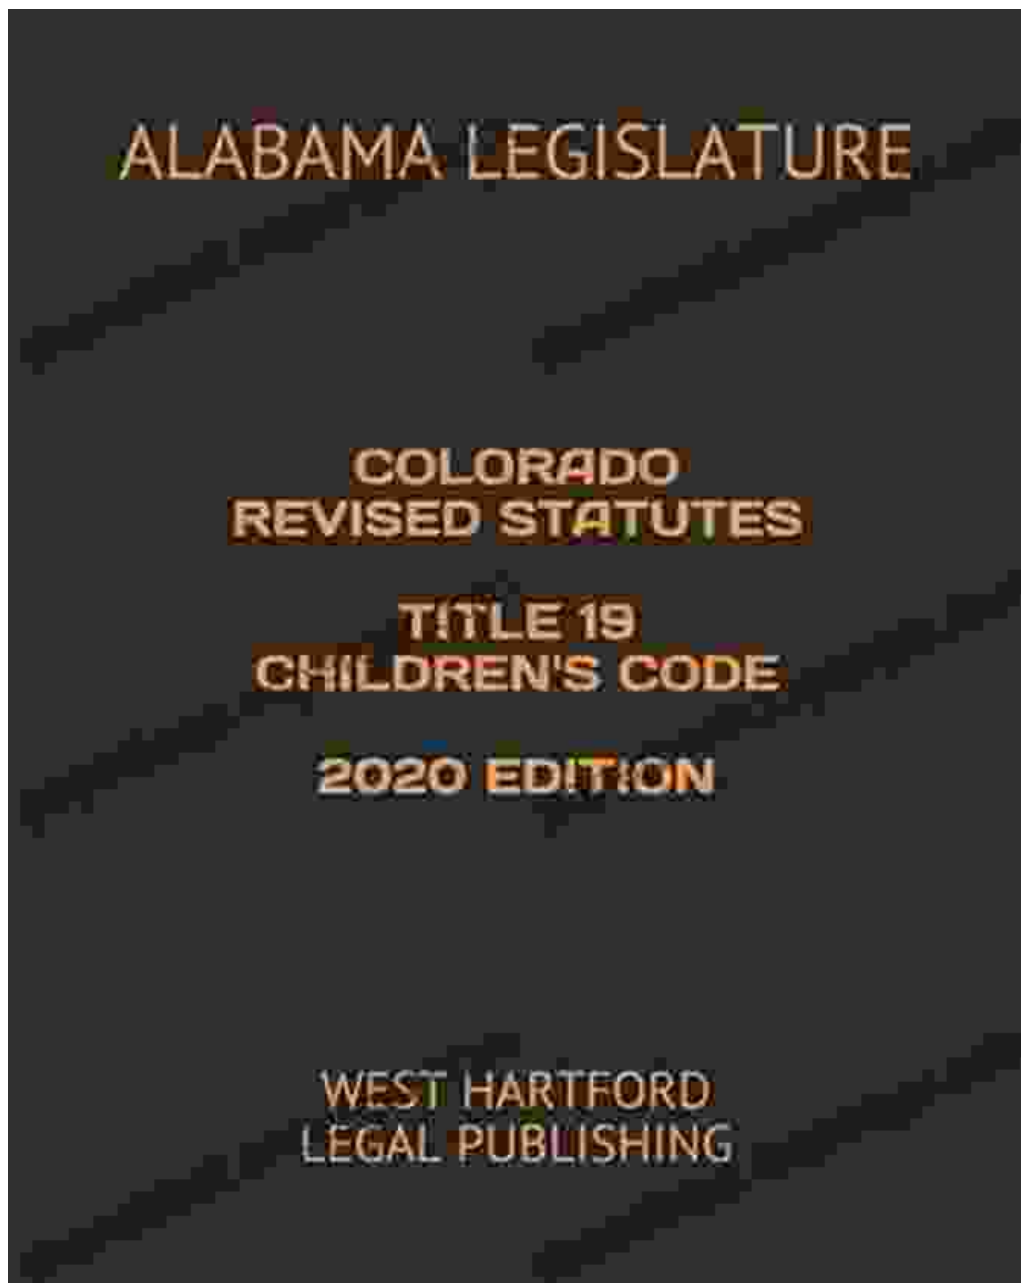 ALABAMA LEGISLATURE
COLORADO
REVISED STATUTES
TITLE 19
CHILDREN'S CODE
2020 EDITION
WEST HARTFORD
LEGAL PUBLISHING